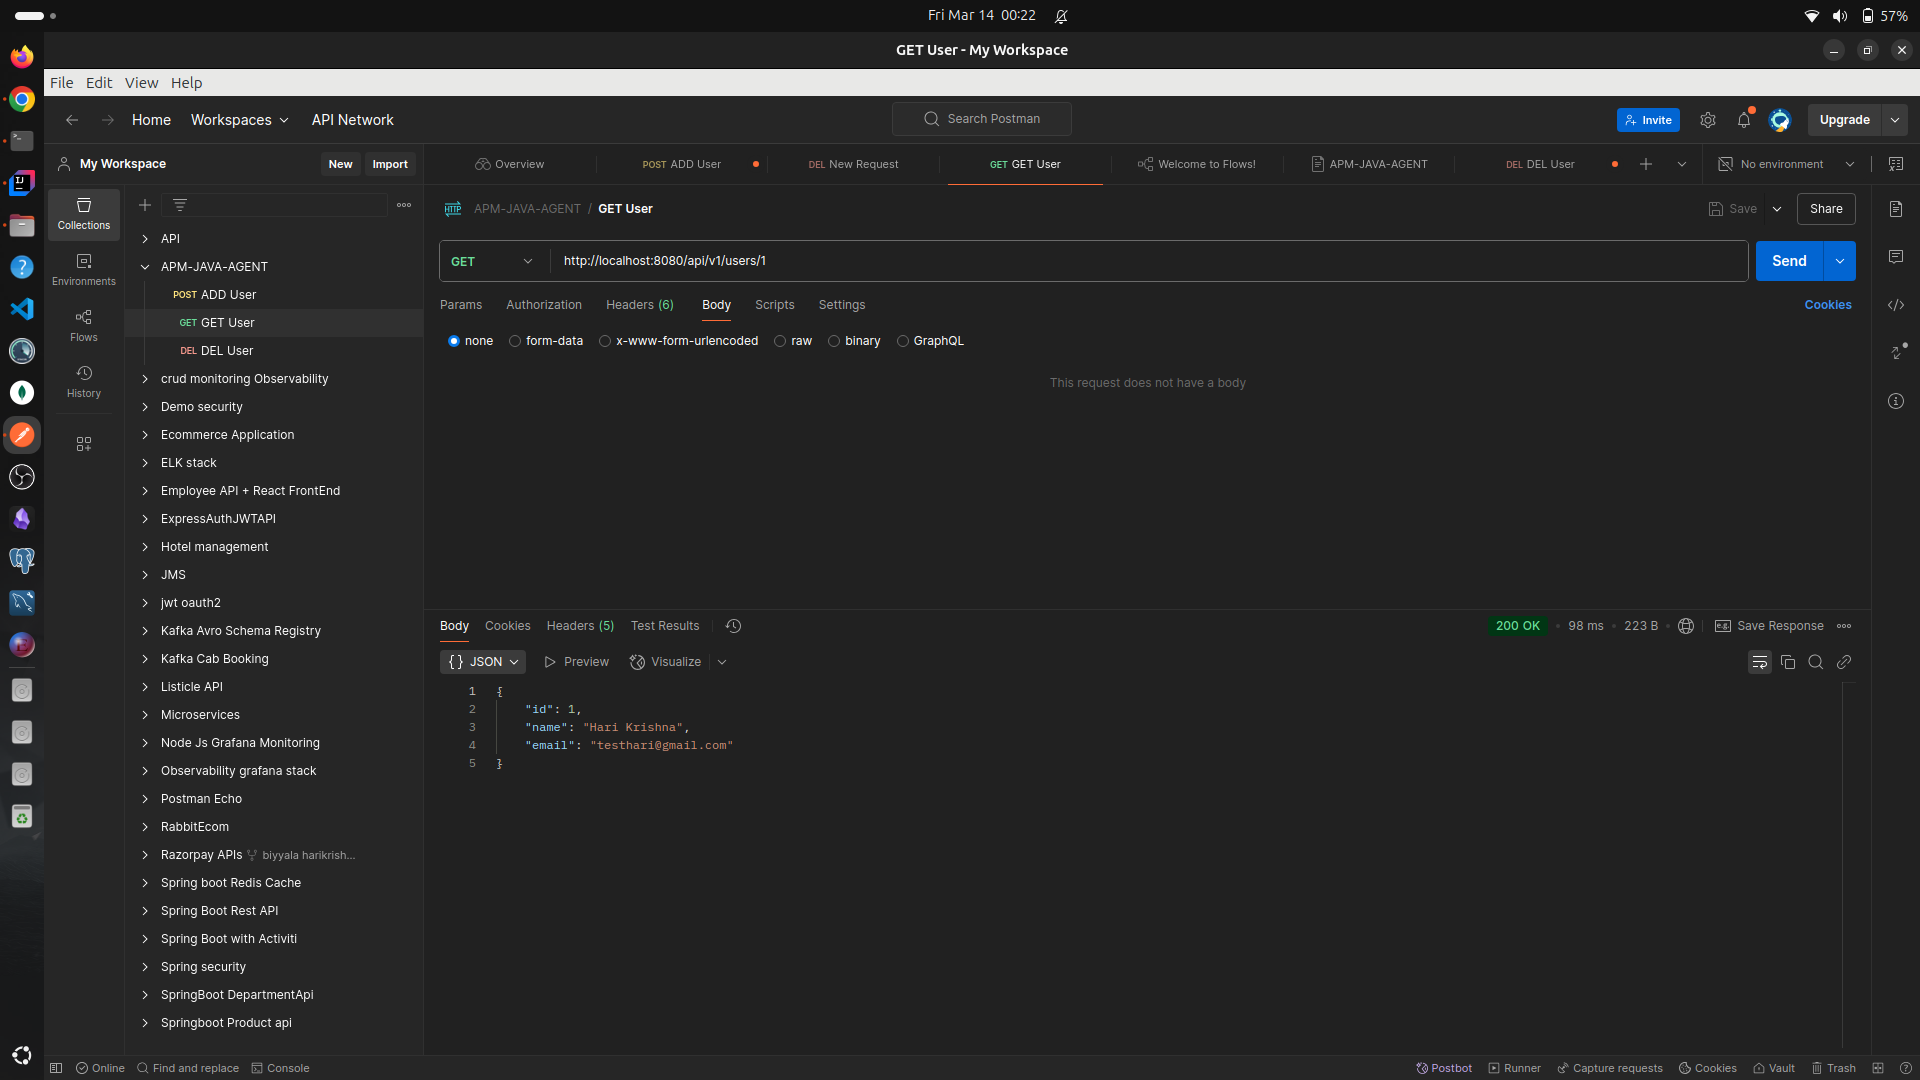 Fri Mar 14 00:22
57%
GET User - My Workspace
File Edit View Help
Home Workspaces API Network
Search Postman
Invite
Upgrade
My Workspace
New Import
Overview
POST ADD User
DEL New Request
GET GET User
Welcome to Flows!
APM-JAVA-AGENT
DEL DEL User
No environment
Collections
Environments
Flows
History
API
APM-JAVA-AGENT
POST ADD User
GET GET User
DEL DEL User
crud monitoring Observability
Demo security
Ecommerce Application
ELK stack
Employee API + React FrontEnd
ExpressAuthJWTAPI
Hotel management
JMS
jwt oauth2
Kafka Avro Schema Registry
Kafka Cab Booking
Listicle API
Microservices
Node Js Grafana Monitoring
Observability grafana stack
Postman Echo
RabbitEcom
Razorpay APIs biyyala harikrish...
Spring boot Redis Cache
Spring Boot Rest API
Spring Boot with Activiti
Spring security
SpringBoot DepartmentApi
Springboot Product api
HTTP APM-JAVA-AGENT / GET User
Save Share
GET http://localhost:8080/api/v1/users/1
Send
Params Authorization Headers (6) Body Scripts Settings
Cookies
none form-data x-www-form-urlencoded raw binary GraphQL
This request does not have a body
Body Cookies Headers (5) Test Results
200 OK • 98 ms • 223 B • e.g. Save Response
{} JSON Preview Visualize
1 {
2 "id": 1,
3 "name": "Hari Krishna",
4 "email": "testhari@gmail.com"
5 }
Online Find and replace Console
Postbot Runner Capture requests Cookies Vault Trash